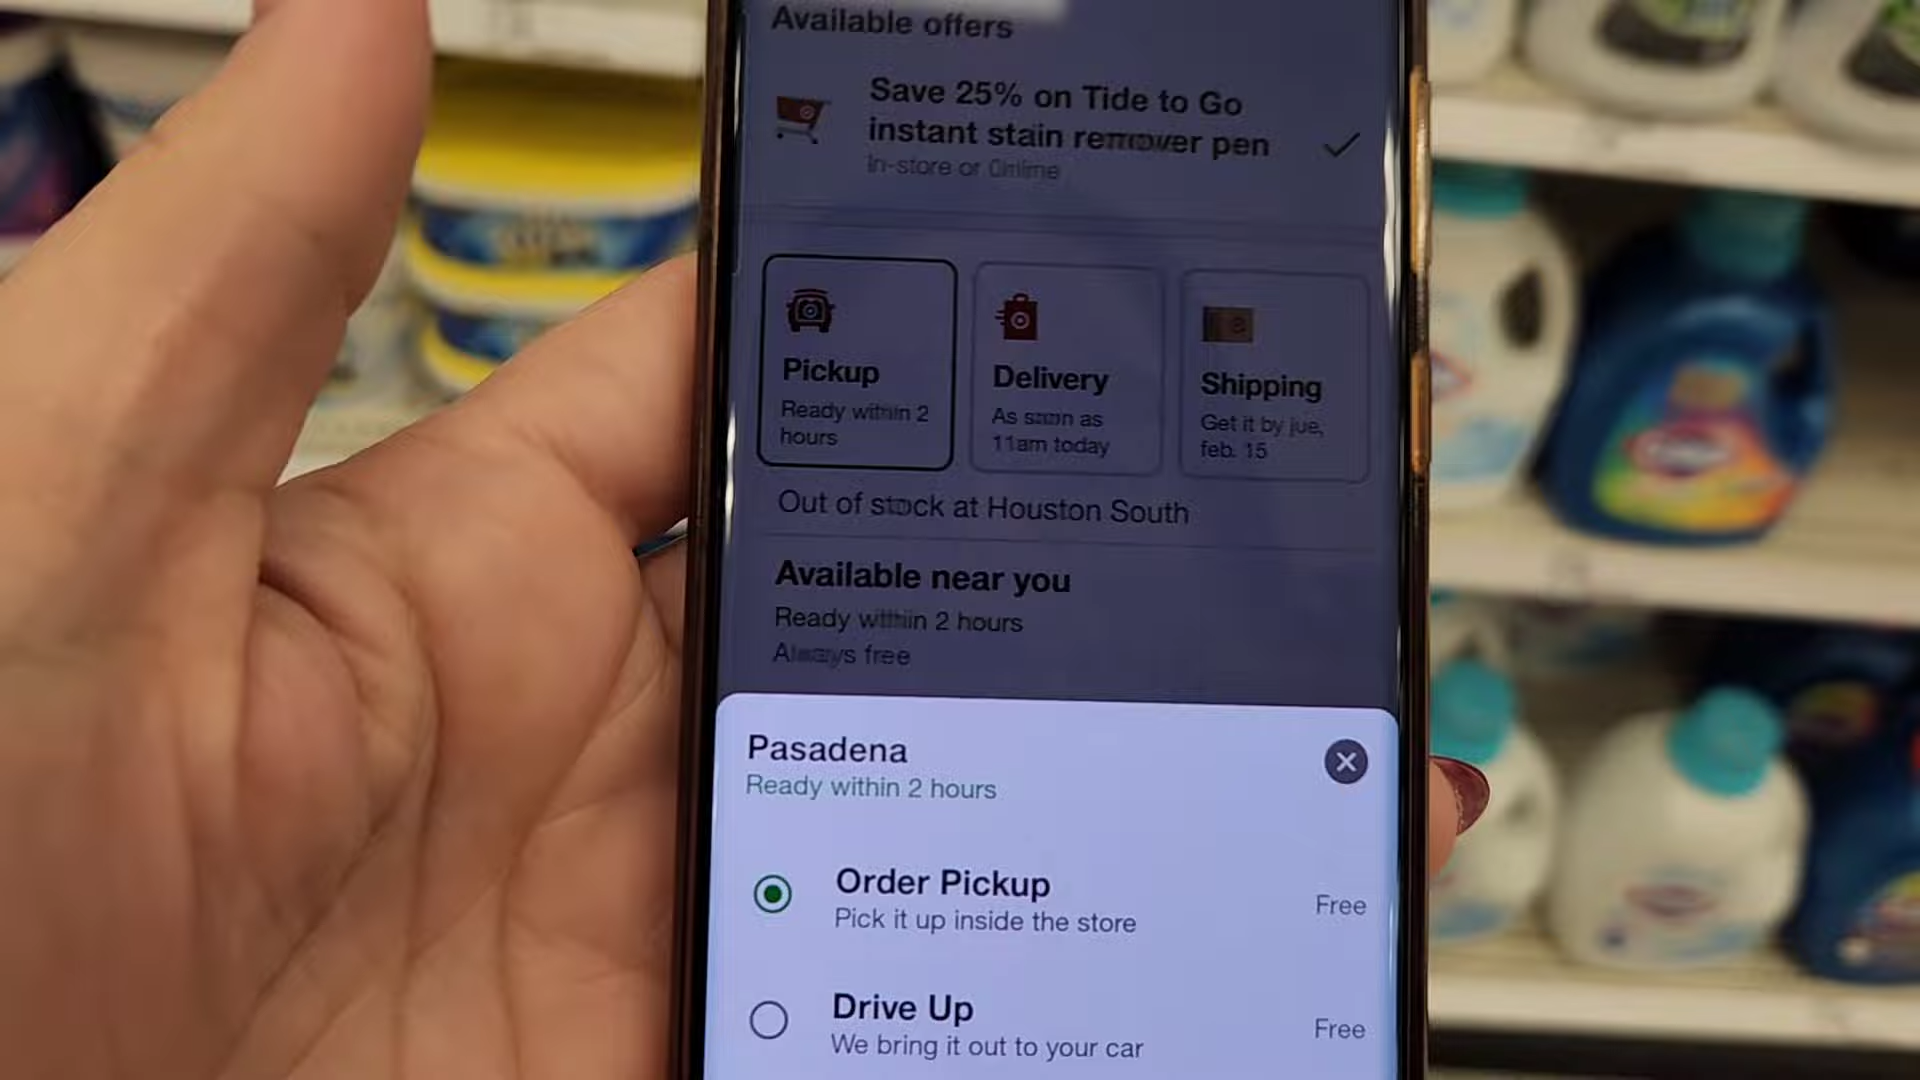 Available offers
Save 25% on Tide to Go
instant stain remover pen
In-store or Online
Pickup
Ready within 2
hours
Delivery
As soon as
11am today
Shipping
Get it by jue,
feb. 15
Out of stock at Houston South
Available near you
Ready within 2 hours
Always free
Pasadena
Ready within 2 hours
Order Pickup
Pick it up inside the store
Free
Drive Up
We bring it out to your car
Free